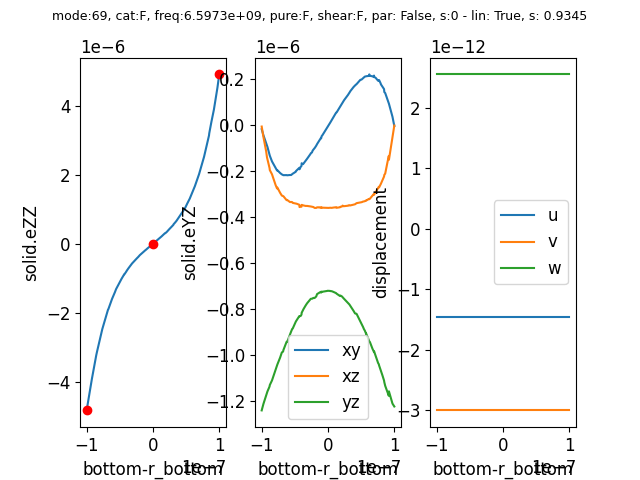 mode:69, cat:F, freq:6.5973e+09, pure:F, shear:F, par: False, s:0 - lin: True, s: 0.9345
1e−6
4
2
0
−2
−4
solid.eZZ
−1
0
1
bottom-r_bottom
1e−7
1e−6
0.2
0.0
−0.2
−0.4
−0.6
−0.8
−1.0
−1.2
solid.eYZ
xy
xz
yz
−1
0
1
bottom-r_bottom
1e−7
1e−12
2
1
0
−1
−2
−3
displacement
u
v
w
−1
0
1
bottom-r_bottom
1e−7